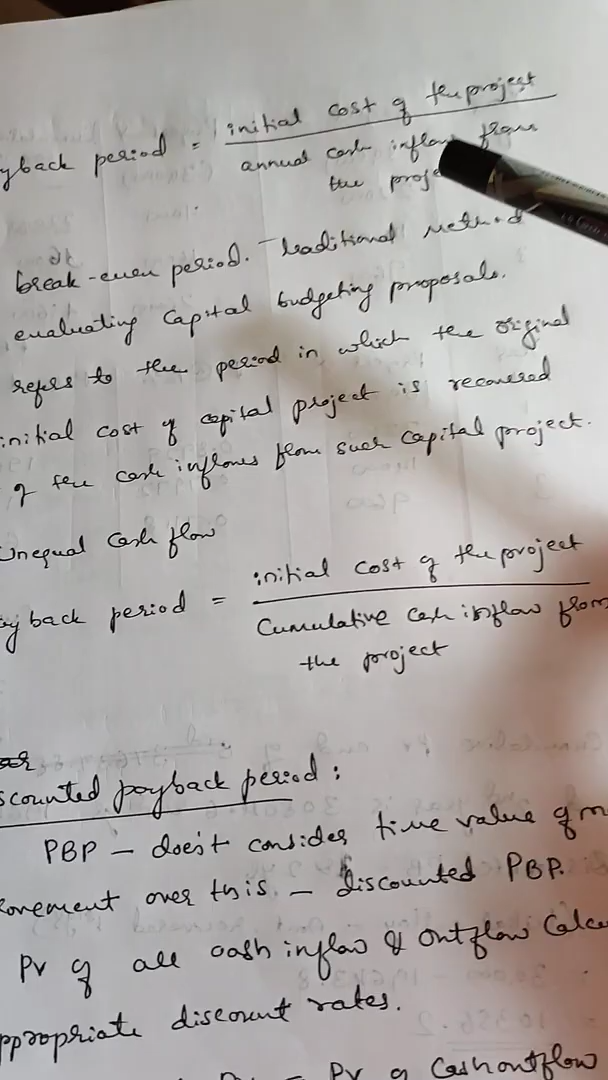 yback period = initial cost of the project
annual cash inflow from
the proje
break-even period. Traditional Method
evaluating Capital budgeting proposals.
refers to the period in which the original
initial cost of capital project is recovered
of the cash inflows from such capital project.
Unequal Cash flow
yback period = initial cost of the project
Cumulative Cash inflow from
the project
scounted payback period :
PBP – does't consider time value of m
ovement over this – discounted PBP.
PV of all cash inflow & outflow Calcu
ppropriate discount rates.
– PV of Cash outflow